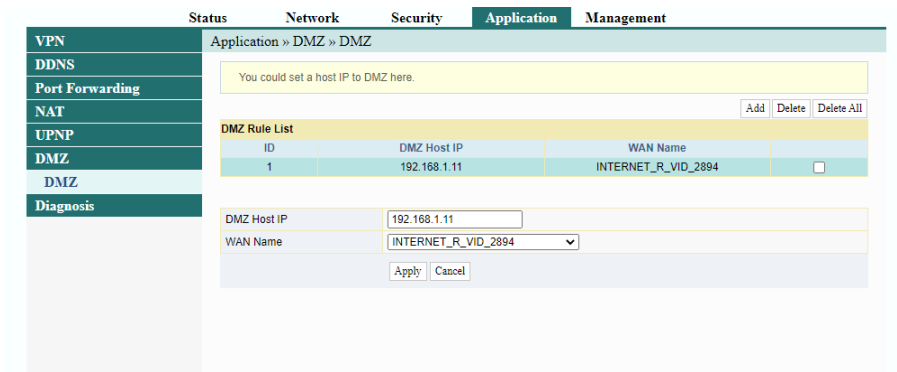 Status Network Security Application Management
VPN
Application » DMZ » DMZ
DDNS
You could set a host IP to DMZ here.
Port Forwarding
Add Delete Delete All
NAT
DMZ Rule List
UPNP
ID DMZ Host IP WAN Name
DMZ
1 192.168.1.11 INTERNET_R_VID_2894
DMZ
Diagnosis
DMZ Host IP 192.168.1.11
WAN Name INTERNET_R_VID_2894
Apply Cancel